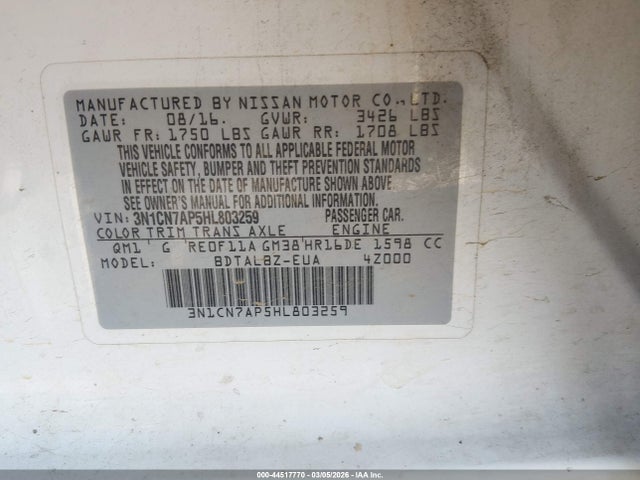 MANUFACTURED BY NISSAN MOTOR CO., LTD.
DATE: 08/16. GVWR: 3426 LBS
GAWR FR: 1750 LBS GAWR RR: 1708 LBS
THIS VEHICLE CONFORMS TO ALL APPLICABLE FEDERAL MOTOR
VEHICLE SAFETY, BUMPER AND THEFT PREVENTION STANDARDS
IN EFFECT ON THE DATE OF MANUFACTURE SHOWN ABOVE.
SEE OWNER'S MANUAL FOR ADDITIONAL INFORMATION.
VIN: 3N1CN7AP5HL803259 PASSENGER CAR.
COLOR TRIM TRANS AXLE ENGINE
QM1 G RE0F11A GM38 HR16DE 1598 CC
MODEL: BDTALBZ-EUA 4Z000
3N1CN7AP5HL803259
000-44517770 - 03/05/2026 - IAA Inc.